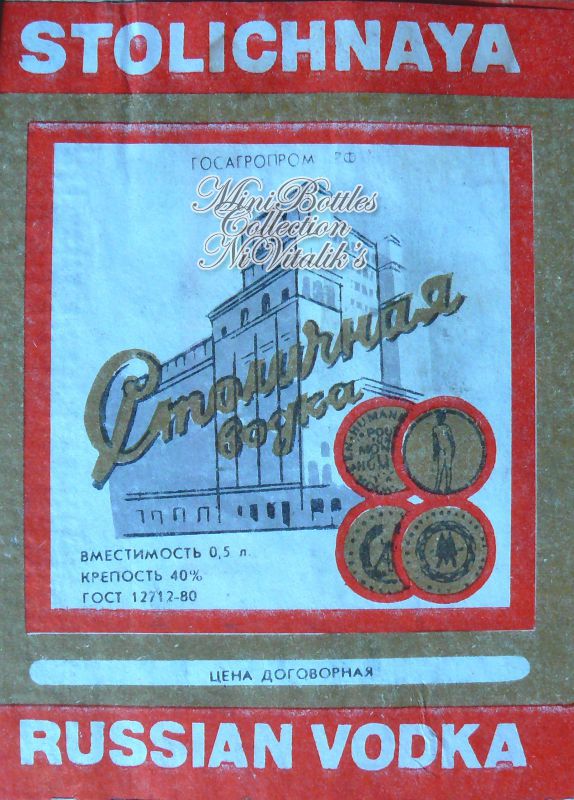 STOLICHNAYA
ГОСАГРОПРОМ РФ
Mini Bottles
Collection
NiVitalik's
Столичная
водка
ВМЕСТИМОСТЬ 0,5 л.
КРЕПОСТЬ 40%
ГОСТ 12712-80
ЦЕНА ДОГОВОРНАЯ
RUSSIAN VODKA